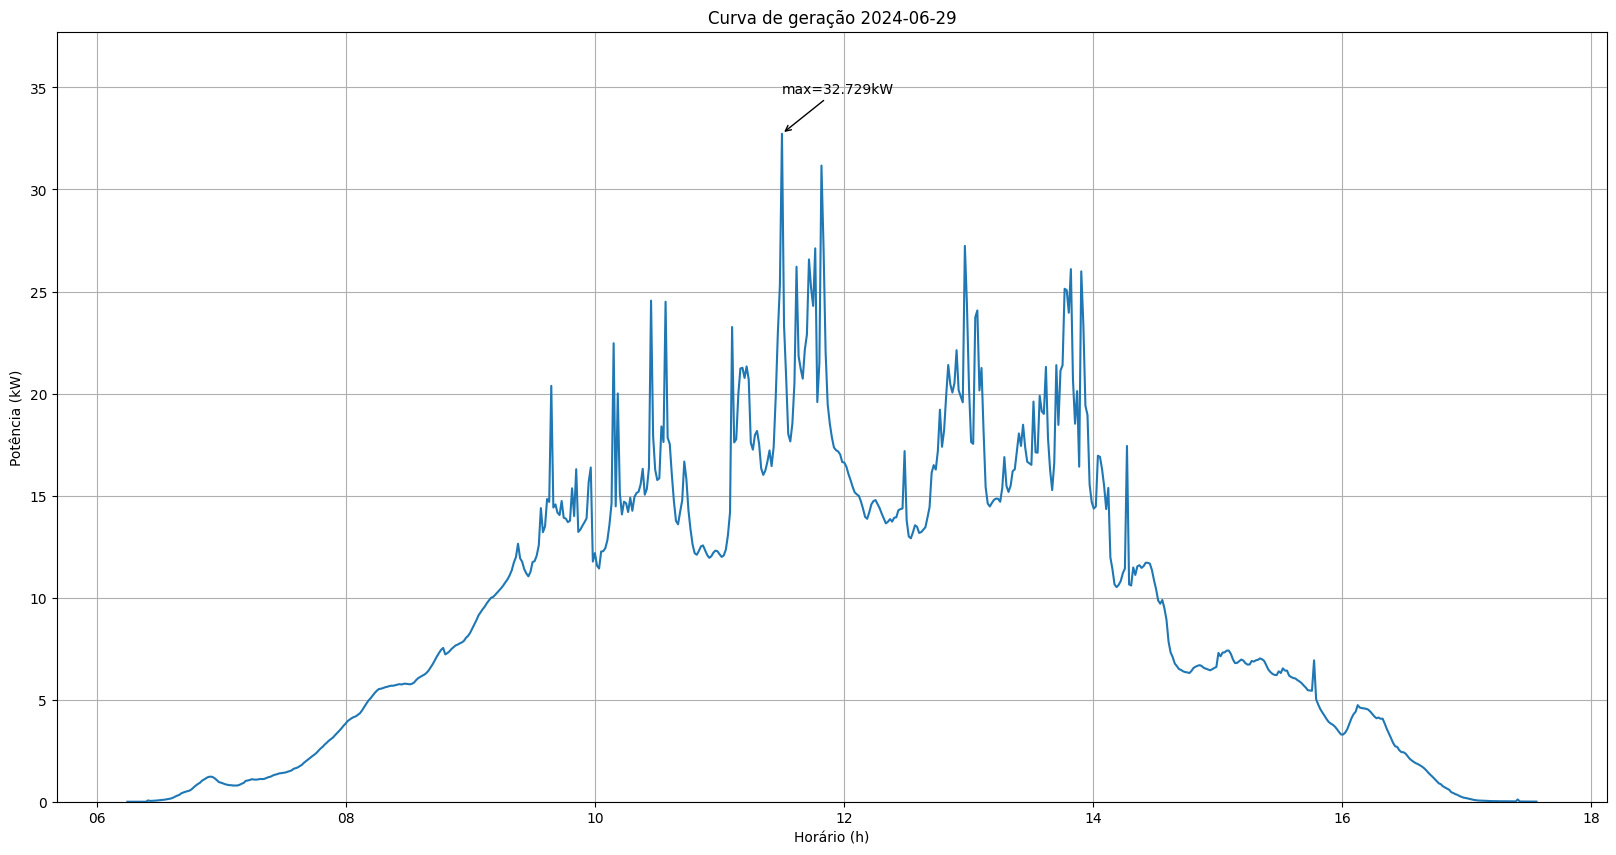 Curva de geração 2024-06-29
max=32.729kW
Potência (kW)
35
30
25
20
15
10
5
0
06 08 10 12 14 16 18
Horário (h)